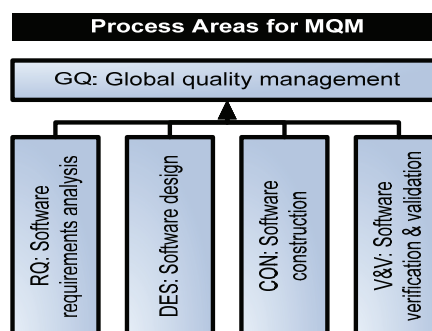 Process Areas for MQM
GQ: Global quality management
RQ: Software
requirements analysis
DES: Software design
CON: Software
construction
V&V: Software
verification & validation